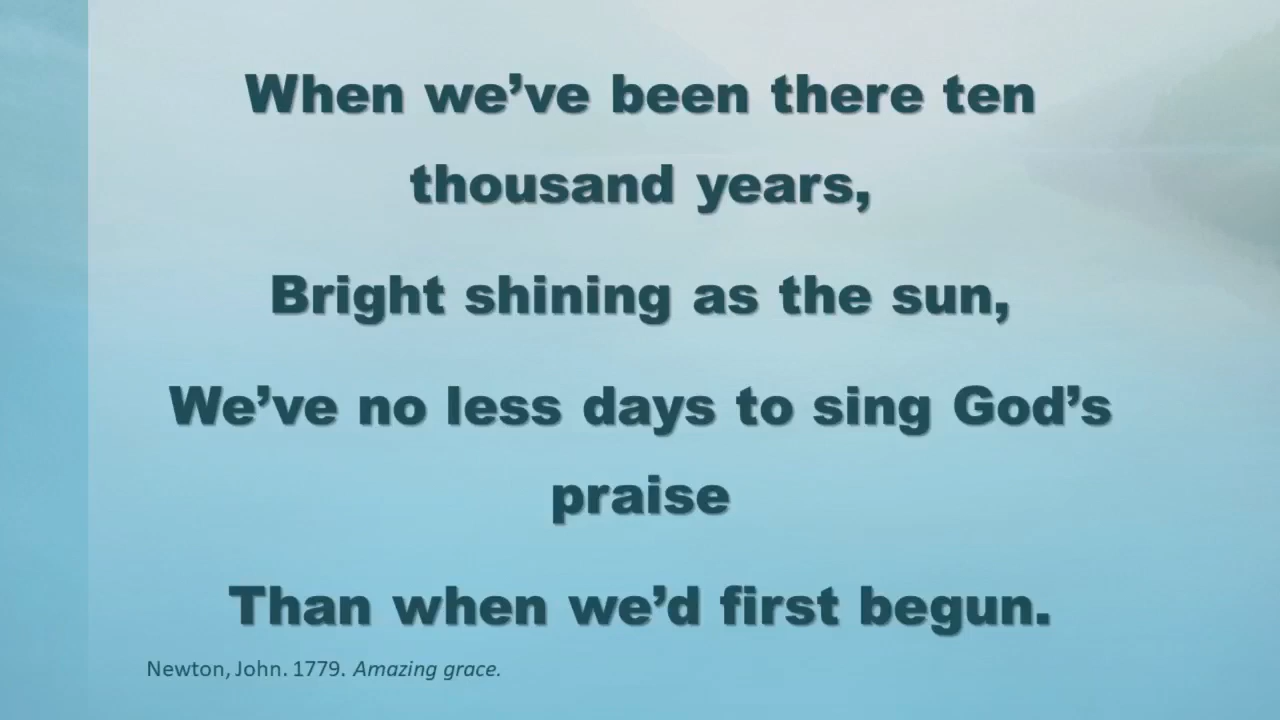 When we’ve been there ten
thousand years,
Bright shining as the sun,
We’ve no less days to sing God’s
praise
Than when we’d first begun.
Newton, John. 1779. Amazing grace.